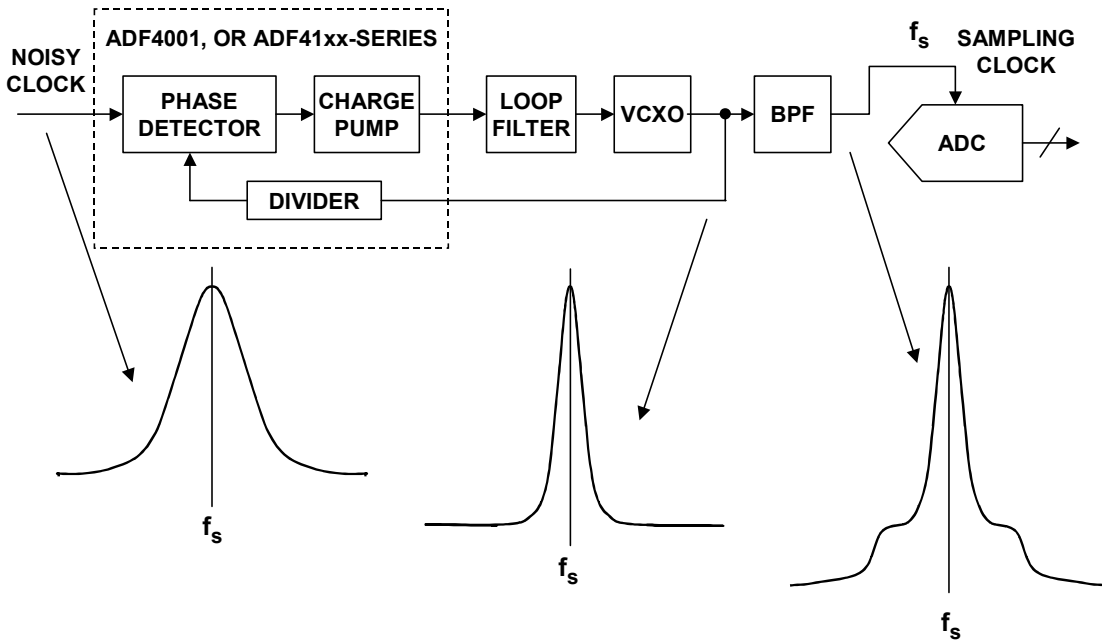 ADF4001, OR ADF41xx-SERIES
NOISY
CLOCK
PHASE
DETECTOR
CHARGE
PUMP
LOOP
FILTER
VCXO
BPF
fs
SAMPLING
CLOCK
ADC
DIVIDER
fs
fs
fs